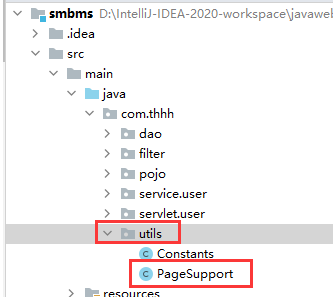 smbms D:\IntelliJ-IDEA-2020-workspace\javaweb
.idea
src
main
java
com.thhh
dao
filter
pojo
service.user
servlet.user
utils
Constants
PageSupport
resources